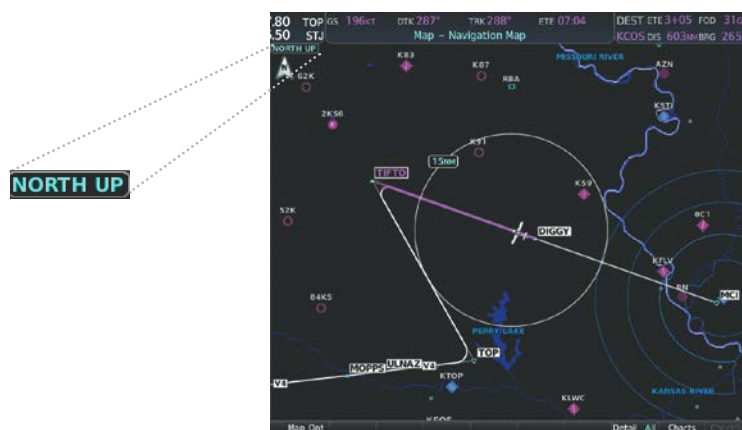 .80 TOP GS 196KT DTK 287° TRK 288° ETE 07:04 DEST ETE 3+05 FOD
.50 STJ Map – Navigation Map KCOS DIS 603NM BRG 265
NORTH UP
K83
K87
MISSOURI RIVER
AZN
N
62K
RBA
2KS6
KSTJ
K91
NORTH UP
15NM
TIFTO
K59
52K
8C1
DIGGY
KFLV
RN
MCI
84KS
PERRY LAKE
TOP
MOPPS ULNAZ V4
V4
KTOP
KANSAS RIVER
KLWC
Map Opt Detail All Charts